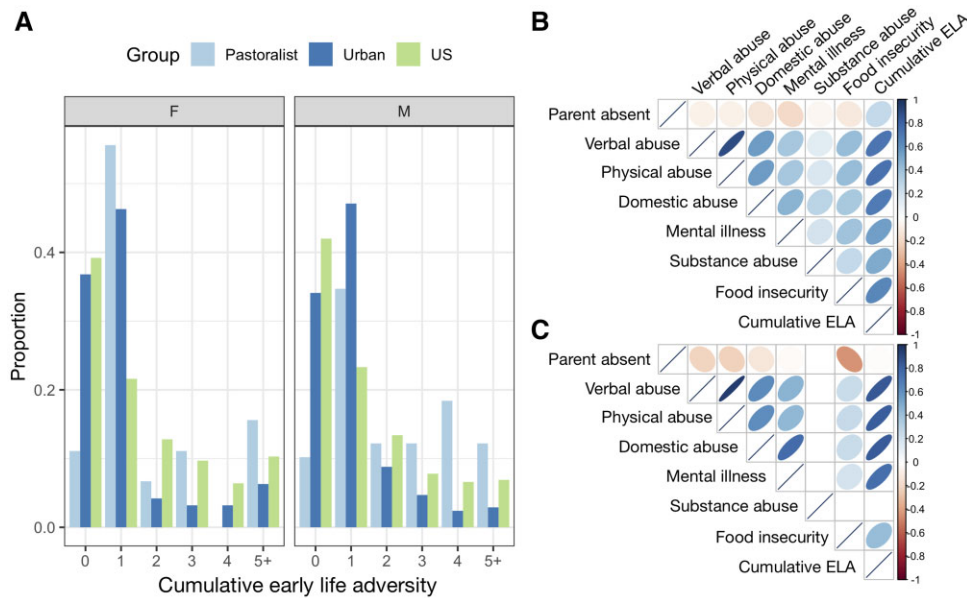 A
Group Pastoralist Urban US
F M
Proportion
0.4
0.2
0.0
0 1 2 3 4 5+ 0 1 2 3 4 5+
Cumulative early life adversity
B
Verbal abuse
Physical abuse
Domestic abuse
Mental illness
Substance abuse
Food insecurity
Cumulative ELA
Parent absent
Verbal abuse
Physical abuse
Domestic abuse
Mental illness
Substance abuse
Food insecurity
Cumulative ELA
1
0.8
0.6
0.4
0.2
0
-0.2
-0.4
-0.6
-0.8
-1
C
Parent absent
Verbal abuse
Physical abuse
Domestic abuse
Mental illness
Substance abuse
Food insecurity
Cumulative ELA
1
0.8
0.6
0.4
0.2
0
-0.2
-0.4
-0.6
-0.8
-1